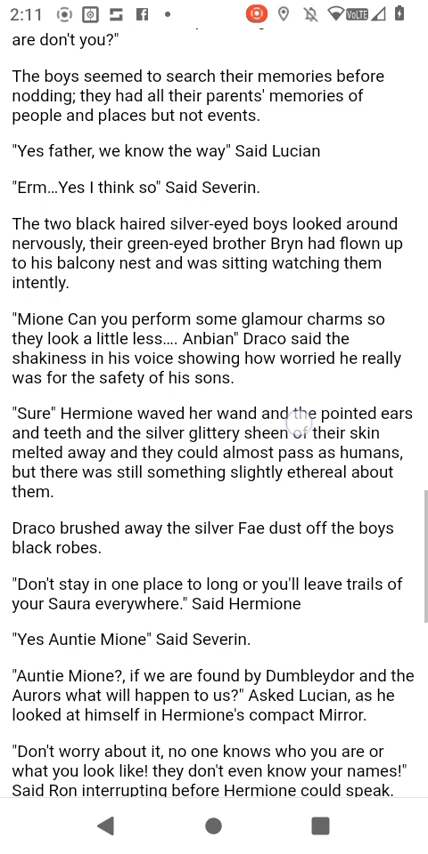 2:11
VoLTE
are don't you?"
The boys seemed to search their memories before
nodding; they had all their parents' memories of
people and places but not events.
"Yes father, we know the way" Said Lucian
"Erm...Yes I think so" Said Severin.
The two black haired silver-eyed boys looked around
nervously, their green-eyed brother Bryn had flown up
to his balcony nest and was sitting watching them
intently.
"Mione Can you perform some glamour charms so
they look a little less.... Anbian" Draco said the
shakiness in his voice showing how worried he really
was for the safety of his sons.
"Sure" Hermione waved her wand and the pointed ears
and teeth and the silver glittery sheen of their skin
melted away and they could almost pass as humans,
but there was still something slightly ethereal about
them.
Draco brushed away the silver Fae dust off the boys
black robes.
"Don't stay in one place to long or you'll leave trails of
your Saura everywhere." Said Hermione
"Yes Auntie Mione" Said Severin.
"Auntie Mione?, if we are found by Dumbleydor and the
Aurors what will happen to us?" Asked Lucian, as he
looked at himself in Hermione's compact Mirror.
"Don't worry about it, no one knows who you are or
what you look like! they don't even know your names!"
Said Ron interrupting before Hermione could speak.